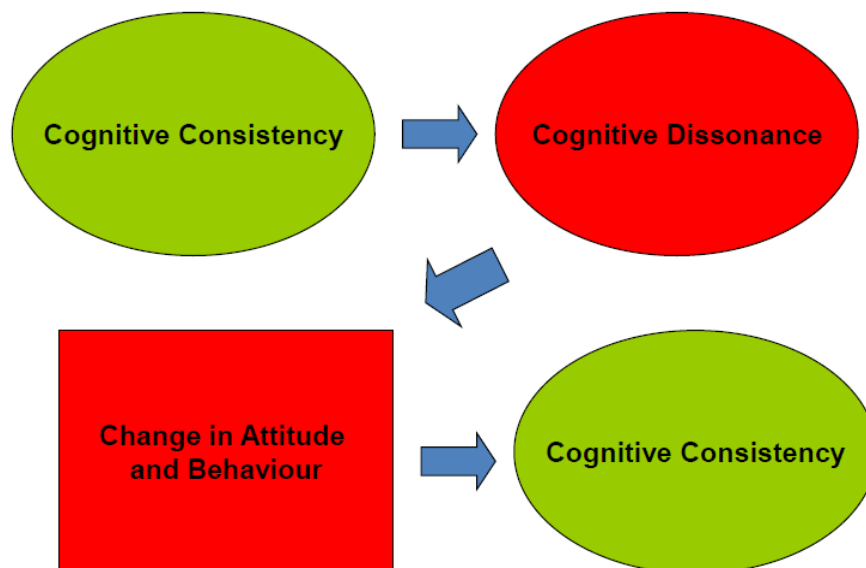 Cognitive Consistency
Cognitive Dissonance
Change in Attitude
and Behaviour
Cognitive Consistency